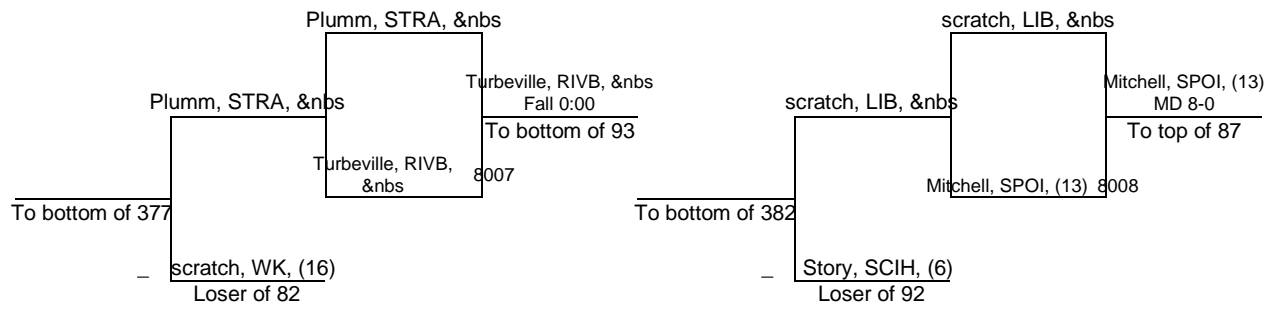 Plumm, STRA, &nbs
Turbeville, RIVB, &nbs
Fall 0:00
Plumm, STRA, &nbs
To bottom of 93
Turbeville, RIVB,
&nbs
8007
To bottom of 377
_ scratch, WK, (16)
Loser of 82
scratch, LIB, &nbs
Mitchell, SPOI, (13)
MD 8-0
scratch, LIB, &nbs
To top of 87
Mitchell, SPOI, (13) 8008
To bottom of 382
_ Story, SCIH, (6)
Loser of 92